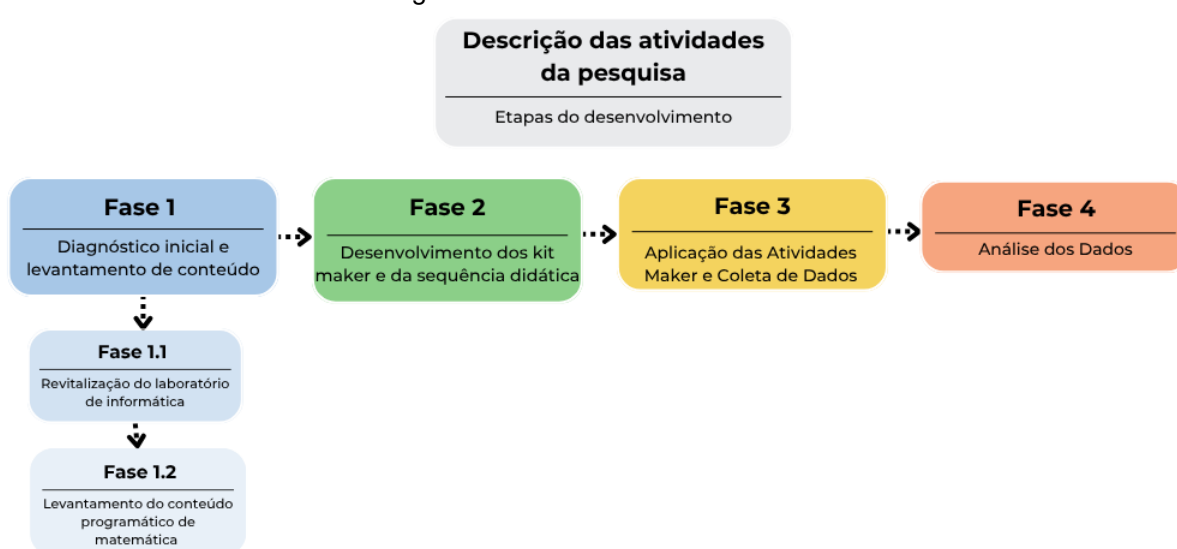 Descrição das atividades
da pesquisa
Etapas do desenvolvimento
Fase 1
Diagnóstico inicial e
levantamento de conteúdo
Fase 2
Desenvolvimento dos kit
maker e da sequência didática
Fase 3
Aplicação das Atividades
Maker e Coleta de Dados
Fase 4
Análise dos Dados
Fase 1.1
Revitalização do laboratório
de informática
Fase 1.2
Levantamento do conteúdo
programático de
matemática